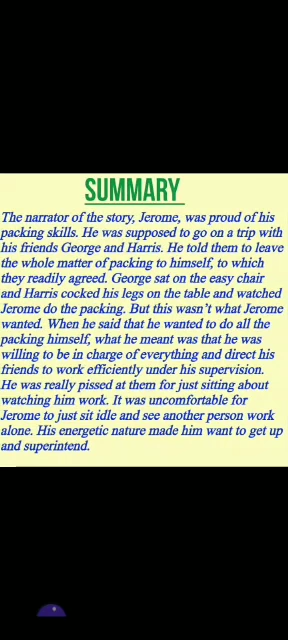 SUMMARY
The narrator of the story, Jerome, was proud of his
packing skills. He was supposed to go on a trip with
his friends George and Harris. He told them to leave
the whole matter of packing to himself, to which
they readily agreed. George sat on the easy chair
and Harris cocked his legs on the table and watched
Jerome do the packing. But this wasn't what Jerome
wanted. When he said that he wanted to do all the
packing himself, what he meant was that he was
willing to be in charge of everything and direct his
friends to work efficiently under his supervision.
He was really pissed at them for just sitting about
watching him work. It was uncomfortable for
Jerome to just sit idle and see another person work
alone. His energetic nature made him want to get up
and superintend.